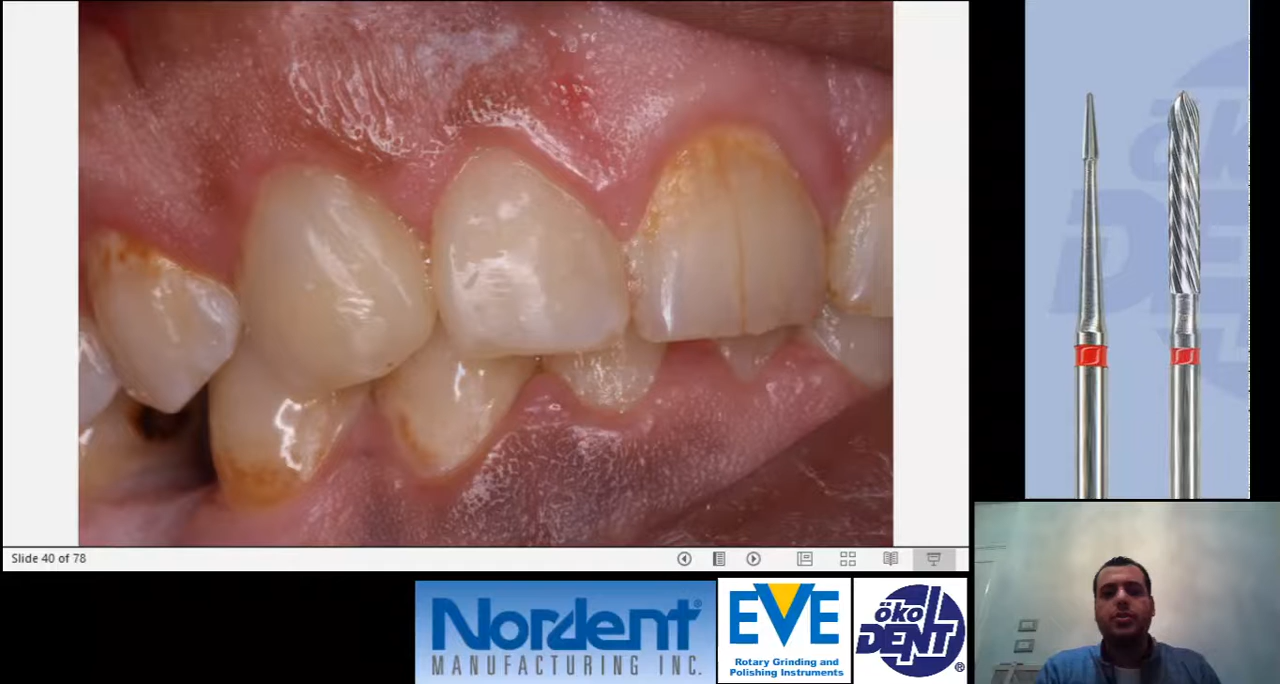 Slide 40 of 78
Nordent®
MANUFACTURING INC.
EVE
Rotary Grinding and
Polishing Instruments
öko
DENT®